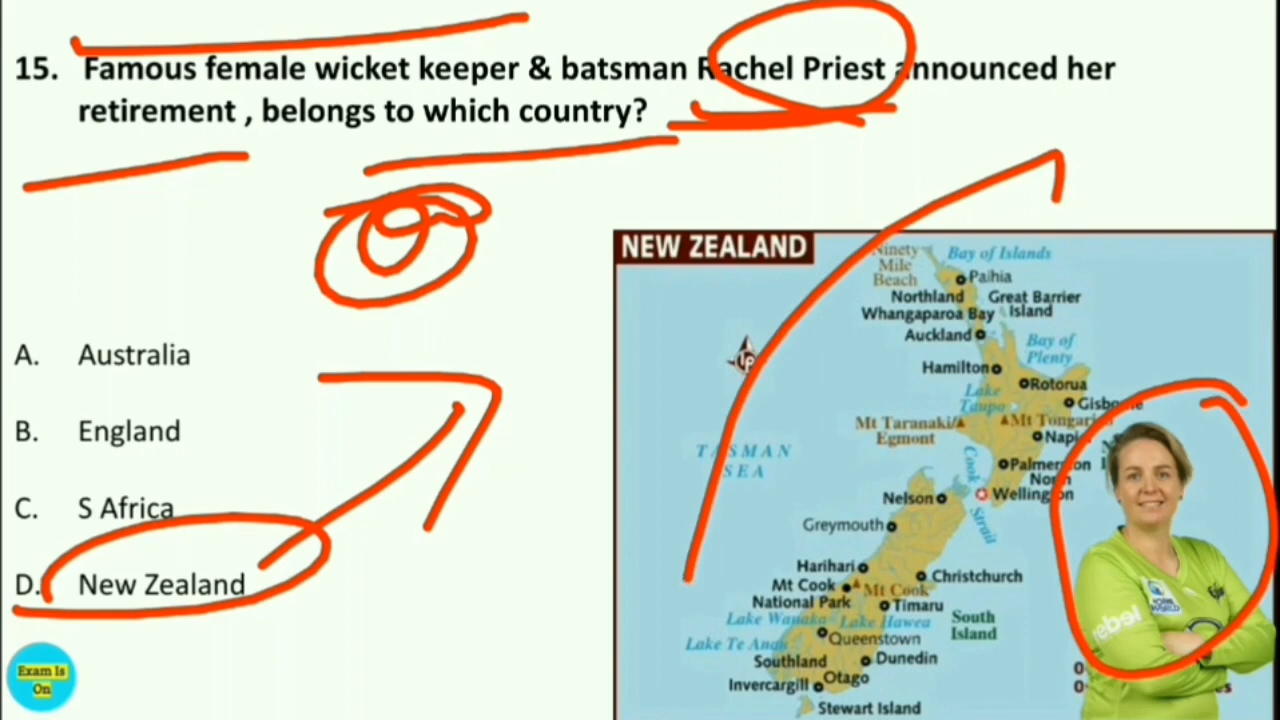 15. Famous female wicket keeper & batsman Rachel Priest announced her
retirement , belongs to which country?
A. Australia
B. England
C. S Africa
D. New Zealand
Exam Is
On
NEW ZEALAND
Ninety
Mile
Beach
Bay of Islands
Paihia
Northland
Great Barrier
Island
Whangaparoa Bay
Auckland
Bay of
Plenty
Hamilton
Rotorua
Lake
Taupo
Gisborne
Mt Taranaki/
Egmont
Mt Tongariro
Napier
TASMAN
SEA
Palmerston
North
Cook
Strait
Nelson
Wellington
Greymouth
Harihari
Christchurch
Mt Cook
National Park
Mt Cook
Timaru
Lake Wanaka
Lake Hawea
South
Island
Lake Te Anau
Queenstown
Southland
Dunedin
Otago
Invercargill
Stewart Island
rebel